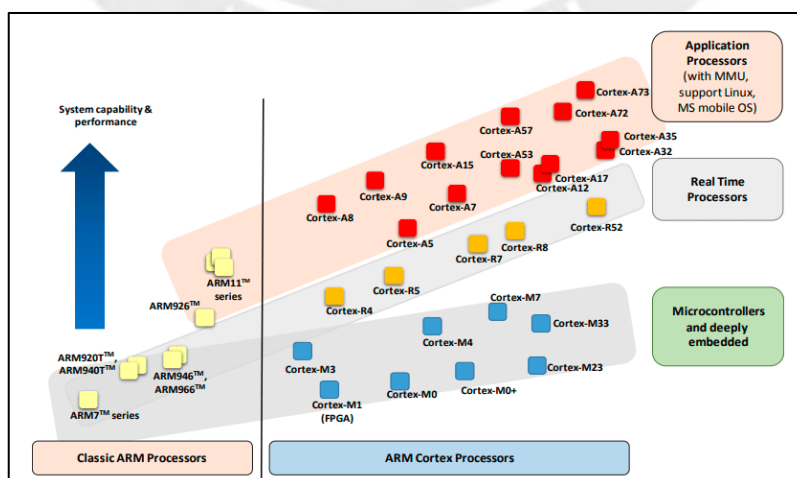 Application
Processors
(with MMU,
support Linux,
MS mobile OS)
System capability &
performance
Cortex-A73
Cortex-A72
Cortex-A57
Cortex-A35
Cortex-A32
Cortex-A53
Cortex-A15
Cortex-A17
Cortex-A12
Cortex-A9
Cortex-A7
Cortex-A8
Cortex-A5
Real Time
Processors
Cortex-R52
Cortex-R8
Cortex-R7
Cortex-R5
Cortex-R4
ARM11™
series
ARM926™
Microcontrollers
and deeply
embedded
Cortex-M7
Cortex-M33
Cortex-M4
Cortex-M3
Cortex-M23
Cortex-M0+
Cortex-M0
Cortex-M1
(FPGA)
ARM920T™,
ARM940T™
ARM946™,
ARM966™
ARM7™ series
Classic ARM Processors
ARM Cortex Processors